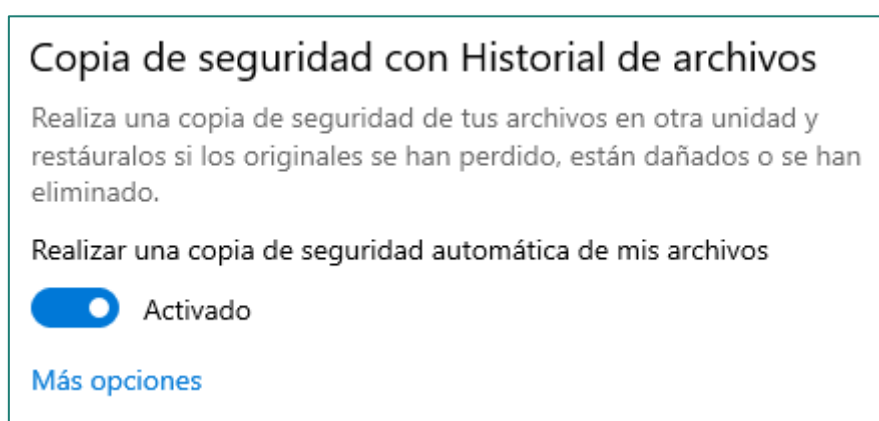 Copia de seguridad con Historial de archivos
Realiza una copia de seguridad de tus archivos en otra unidad y
restáuralos si los originales se han perdido, están dañados o se han
eliminado.
Realizar una copia de seguridad automática de mis archivos
Activado
Más opciones